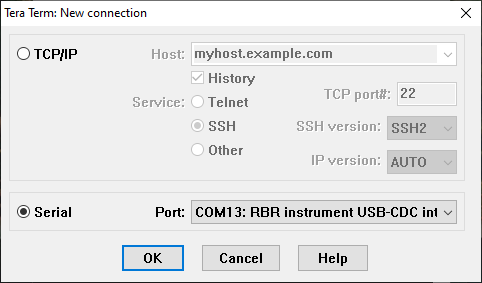 Tera Term: New connection
TCP/IP
Host: myhost.example.com
History
Service: Telnet
TCP port#: 22
SSH
SSH version: SSH2
Other
IP version: AUTO
Serial
Port: COM13: RBR instrument USB-CDC int
OK Cancel Help